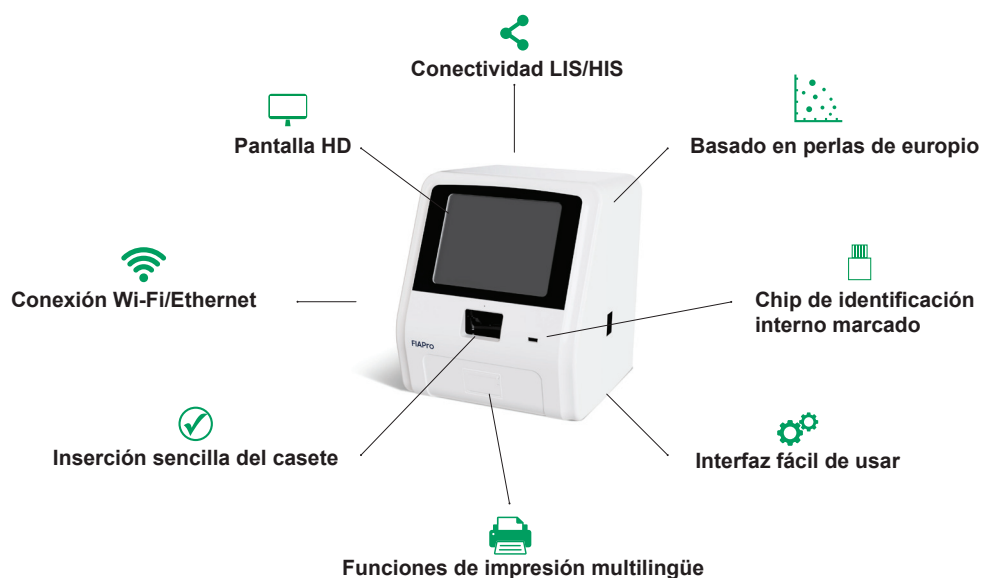 Conectividad LIS/HIS
Pantalla HD
Basado en perlas de europio
Conexión Wi-Fi/Ethernet
Chip de identificación
interno marcado
FIAPro
Inserción sencilla del casete
Interfaz fácil de usar
Funciones de impresión multilingüe